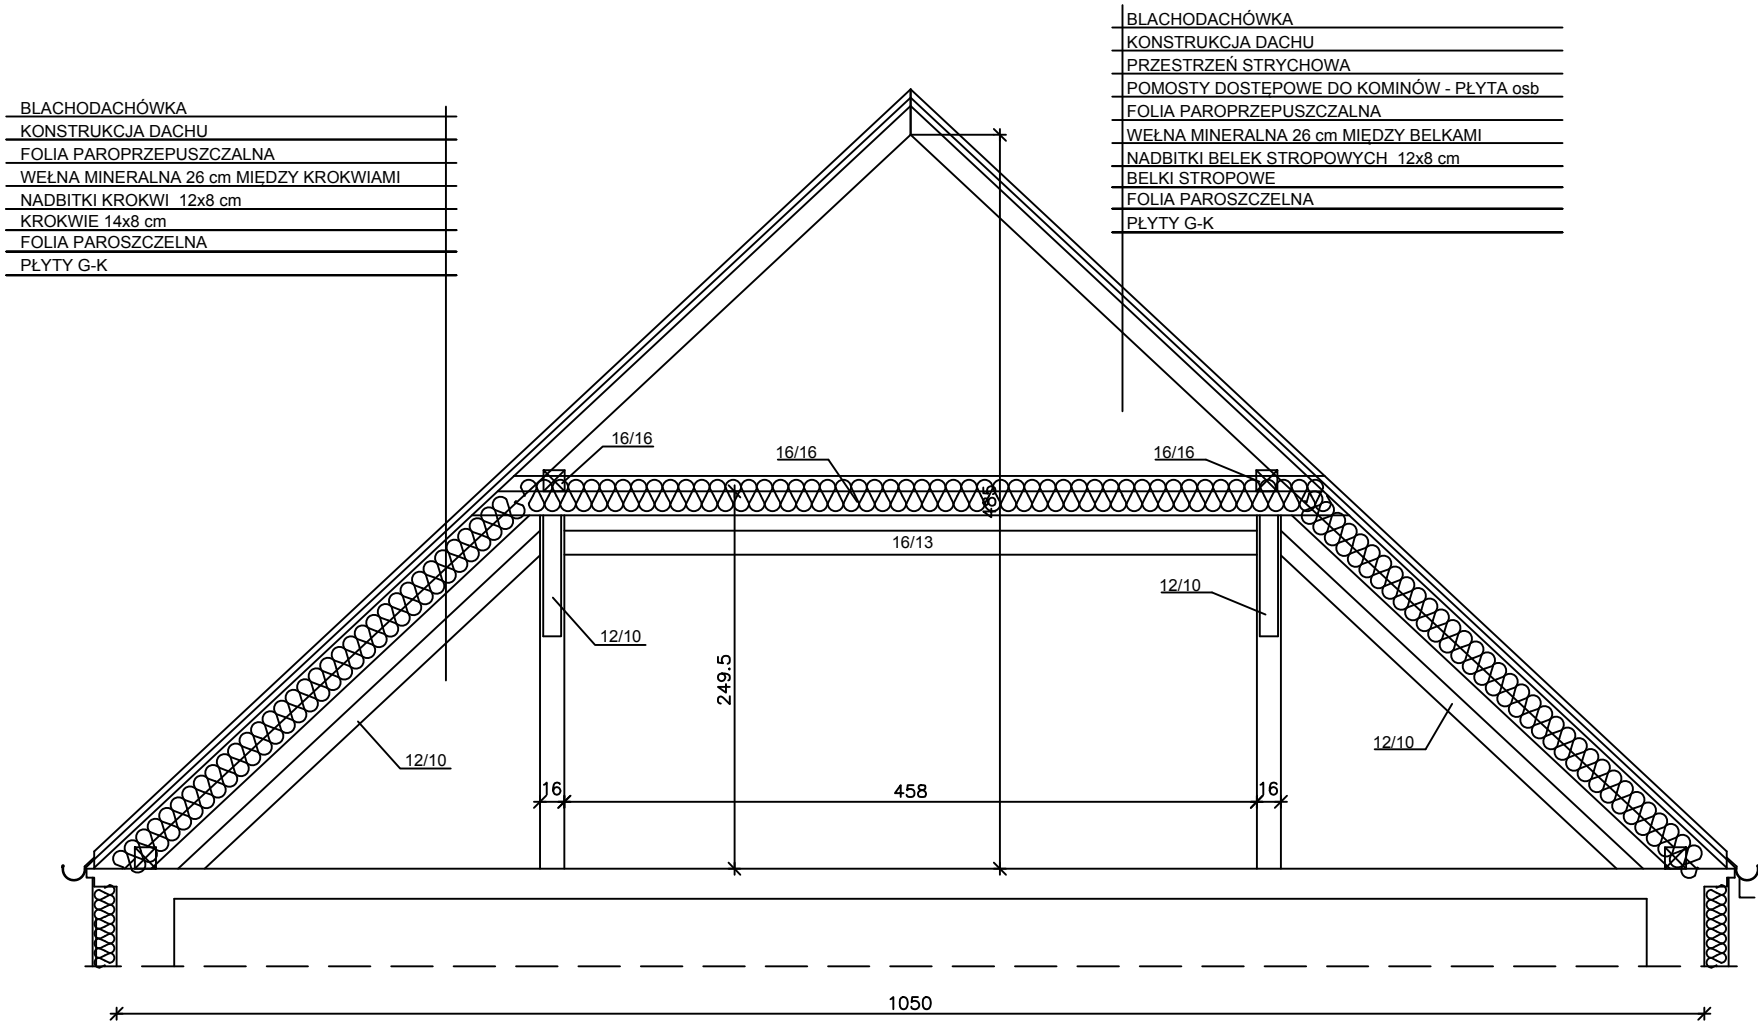 BLACHODACHÓWKA
KONSTRUKCJA DACHU
FOLIA PAROPRZEPUSZCZALNA
WEŁNA MINERALNA 26 cm MIĘDZY KROKWIAMI
NADBITKI KROKWI 12x8 cm
KROKWIE 14x8 cm
FOLIA PAROSZCZELNA
PŁYTY G-K
BLACHODACHÓWKA
KONSTRUKCJA DACHU
PRZESTRZEŃ STRYCHOWA
POMOSTY DOSTĘPOWE DO KOMINÓW - PŁYTA osb
FOLIA PAROPRZEPUSZCZALNA
WEŁNA MINERALNA 26 cm MIĘDZY BELKAMI
NADBITKI BELEK STROPOWYCH 12x8 cm
BELKI STROPOWE
FOLIA PAROSZCZELNA
PŁYTY G-K
16/16
16/16
16/16
485
16/13
12/10
12/10
249.5
12/10
12/10
16
458
16
1050